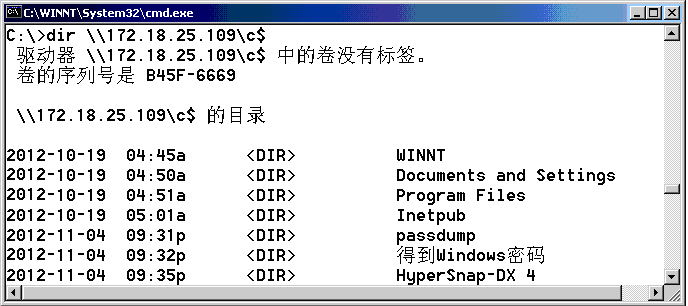 C:\WINNT\System32\cmd.exe
C:\>dir \\172.18.25.109\c$
驱动器 \\172.18.25.109\c$ 中的卷没有标签。
卷的序列号是 B45F-6669
\\172.18.25.109\c$ 的目录
2012-10-19  04:45a      <DIR>          WINNT
2012-10-19  04:50a      <DIR>          Documents and Settings
2012-10-19  04:51a      <DIR>          Program Files
2012-10-19  05:01a      <DIR>          Inetpub
2012-11-04  09:31p      <DIR>          passdump
2012-11-04  09:32p      <DIR>          得到Windows密码
2012-11-04  09:35p      <DIR>          HyperSnap-DX 4